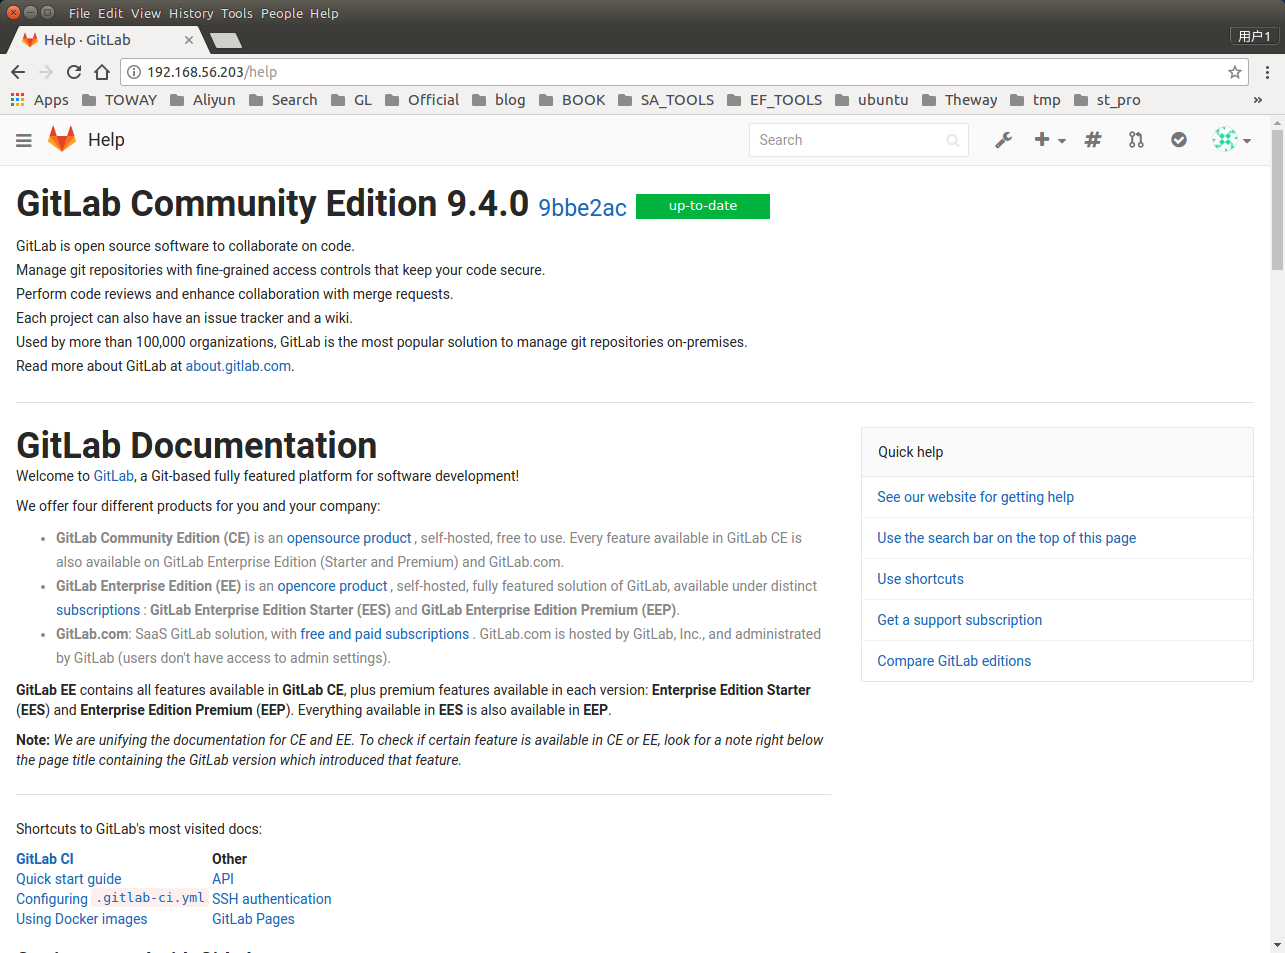 File Edit View History Tools People Help
Help · GitLab
用户1
192.168.56.203/help
Apps TOWAY Aliyun Search GL Official blog BOOK SA_TOOLS EF_TOOLS ubuntu Theway tmp st_pro »
Help
Search
GitLab Community Edition 9.4.0 9bbe2ac up-to-date
GitLab is open source software to collaborate on code.
Manage git repositories with fine-grained access controls that keep your code secure.
Perform code reviews and enhance collaboration with merge requests.
Each project can also have an issue tracker and a wiki.
Used by more than 100,000 organizations, GitLab is the most popular solution to manage git repositories on-premises.
Read more about GitLab at about.gitlab.com.
GitLab Documentation
Welcome to GitLab, a Git-based fully featured platform for software development!
We offer four different products for you and your company:
• GitLab Community Edition (CE) is an opensource product , self-hosted, free to use. Every feature available in GitLab CE is
also available on GitLab Enterprise Edition (Starter and Premium) and GitLab.com.
• GitLab Enterprise Edition (EE) is an opencore product , self-hosted, fully featured solution of GitLab, available under distinct
subscriptions : GitLab Enterprise Edition Starter (EES) and GitLab Enterprise Edition Premium (EEP).
• GitLab.com: SaaS GitLab solution, with free and paid subscriptions . GitLab.com is hosted by GitLab, Inc., and administrated
by GitLab (users don't have access to admin settings).
GitLab EE contains all features available in GitLab CE, plus premium features available in each version: Enterprise Edition Starter
(EES) and Enterprise Edition Premium (EEP). Everything available in EES is also available in EEP.
Note: We are unifying the documentation for CE and EE. To check if certain feature is available in CE or EE, look for a note right below
the page title containing the GitLab version which introduced that feature.
Shortcuts to GitLab's most visited docs:
GitLab CI Other
Quick start guide API
Configuring .gitlab-ci.yml SSH authentication
Using Docker images GitLab Pages
Quick help
See our website for getting help
Use the search bar on the top of this page
Use shortcuts
Get a support subscription
Compare GitLab editions